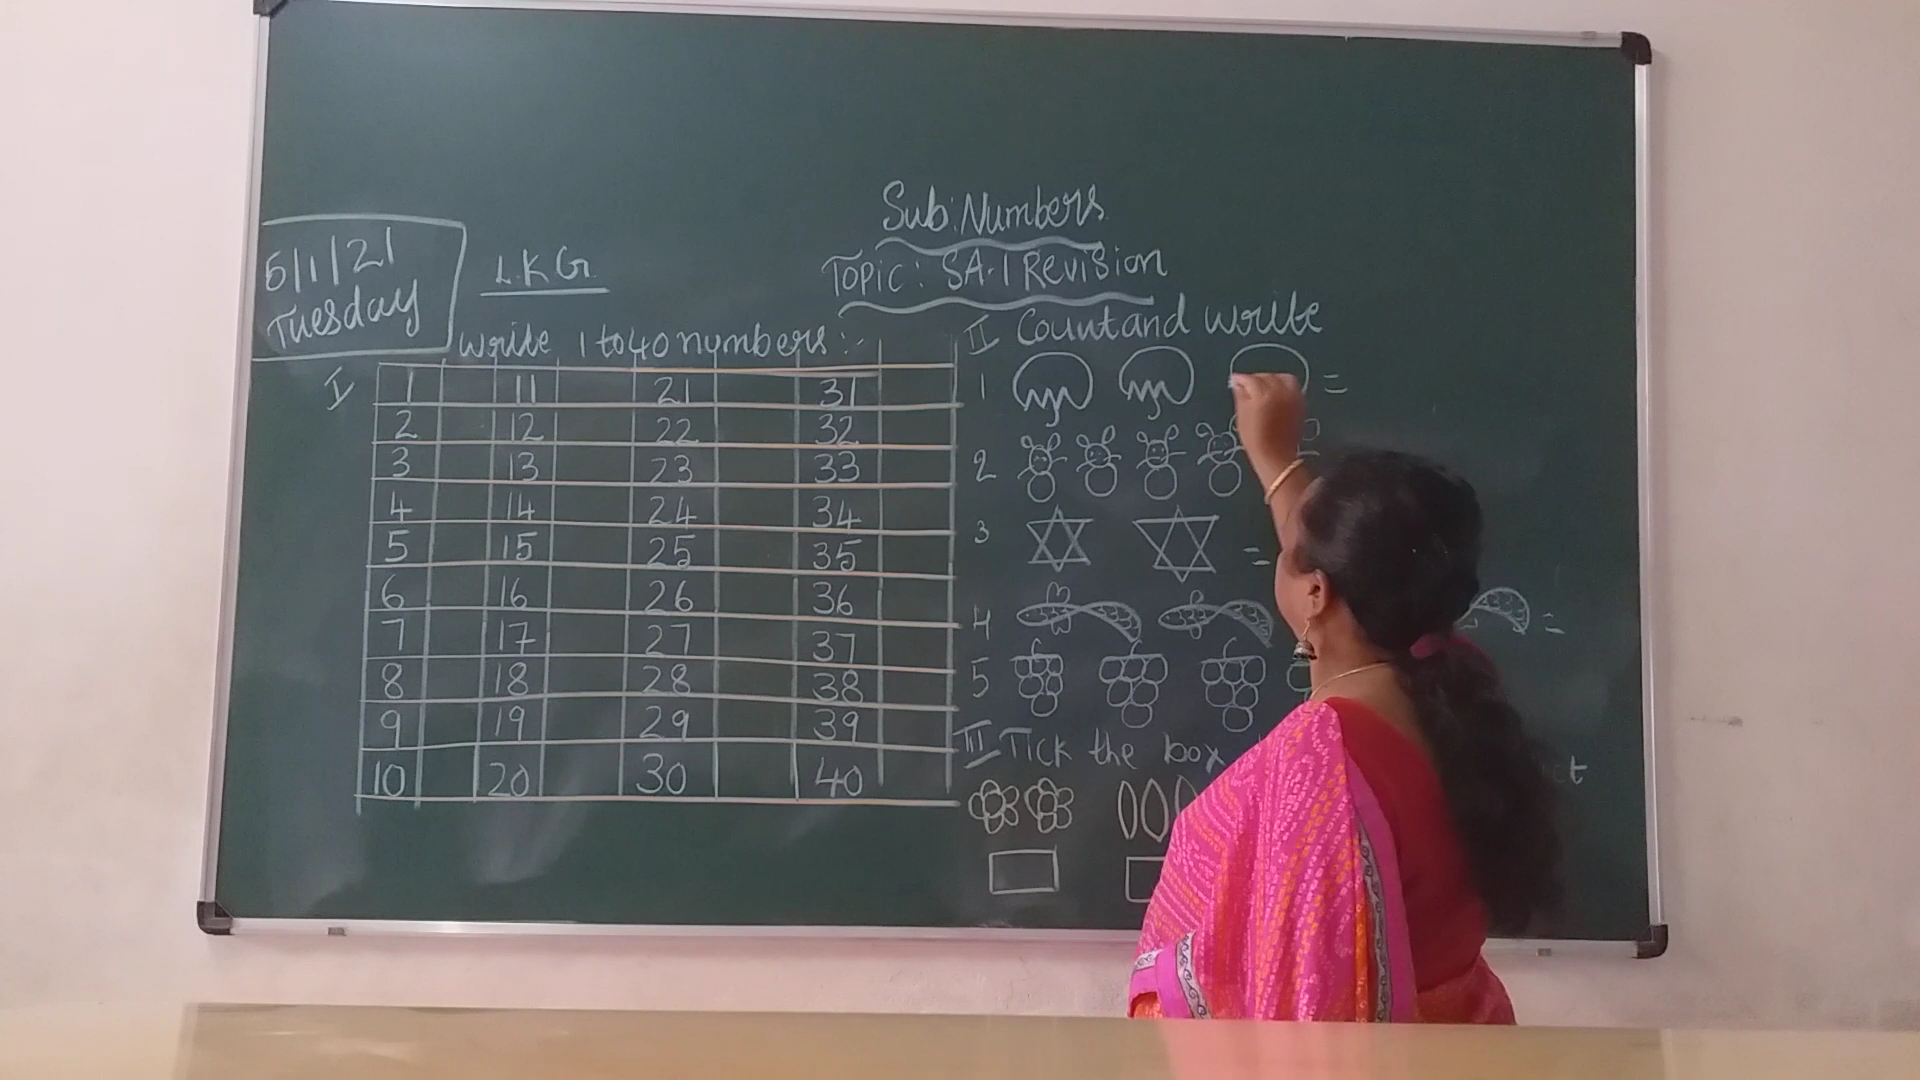 Sub: Numbers
Topic: SA-1 Revision
5/1/21
Tuesday
L.K.G.
Write 1 to 40 numbers:-
I
1 11 21 31
2 12 22 32
3 13 23 33
4 14 24 34
5 15 25 35
6 16 26 36
7 17 27 37
8 18 28 38
9 19 29 39
10 20 30 40
II Count and write
1 =
2
3 =
4 =
5
III Tick the box